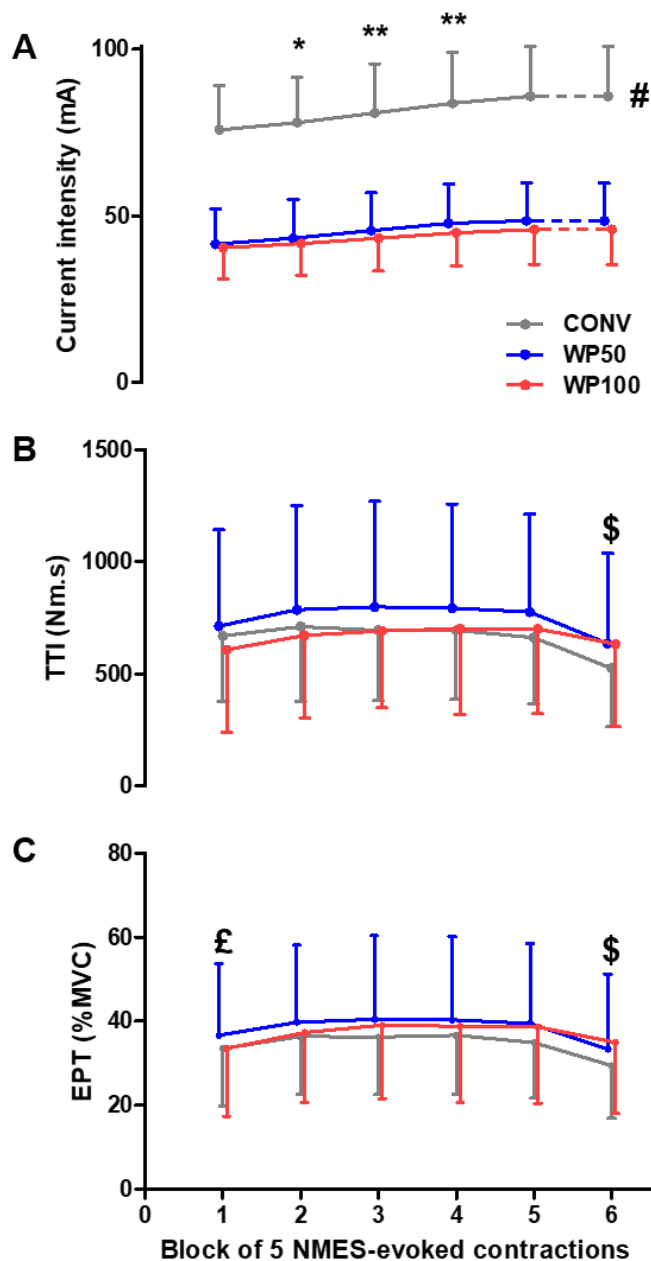 A
*
**
**
100
50
0
Current intensity (mA)
#
CONV
WP50
WP100
B
1500
1000
500
0
TTI (Nm.s)
$
C
80
60
40
20
0
EPT (%MVC)
£
$
0 1 2 3 4 5 6
Block of 5 NMES-evoked contractions